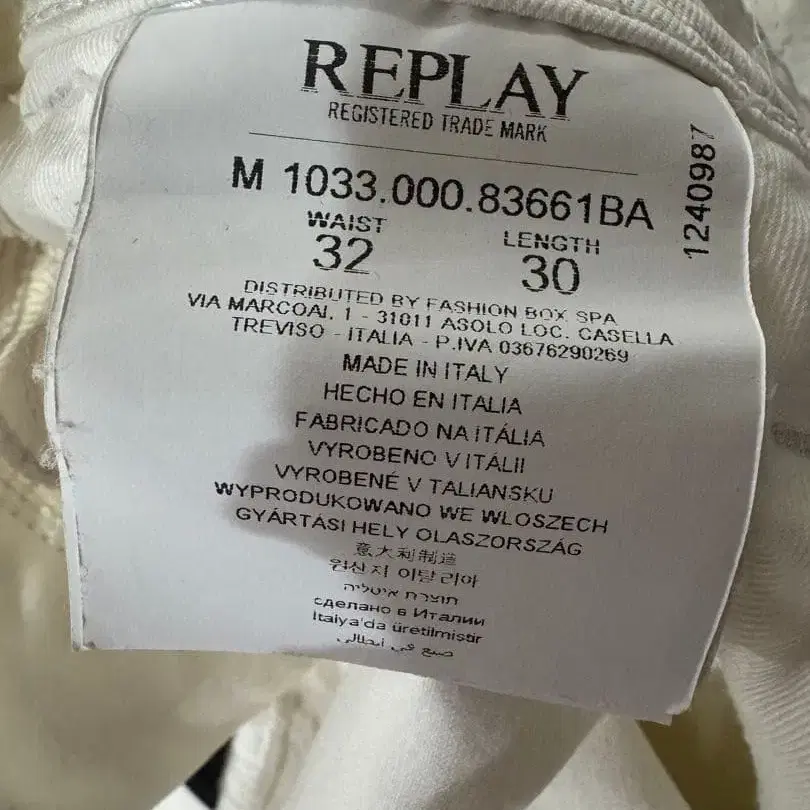 REPLAY
REGISTERED TRADE MARK
M 1033.000.83661BA
1240987
WAIST
32
LENGTH
30
DISTRIBUTED BY FASHION BOX SPA
VIA MARCOAI, 1 - 31011 ASOLO LOC. CASELLA
TREVISO - ITALIA - P.IVA 03676290269
MADE IN ITALY
HECHO EN ITALIA
FABRICADO NA ITÁLIA
VYROBENO V ITÁLII
VYROBENÉ V TALIANSKU
WYPRODUKOWANO WE WLOSZECH
GYÁRTÁSI HELY OLASZORSZÁG
意大利制造
원산지 이탈리아
תוצרת איטליה
сделано в Италии
İtalya'da üretilmistir
صنع في إيطالي